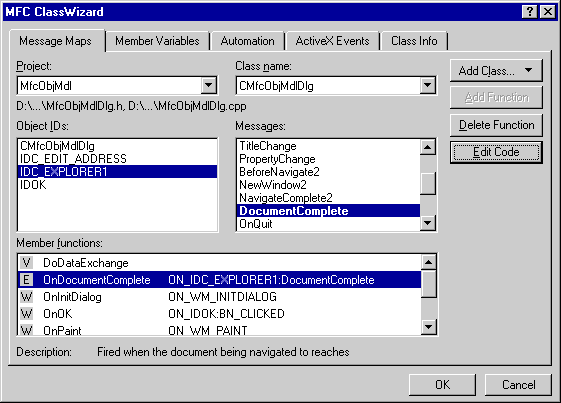 MFC ClassWizard
Message Maps Member Variables Automation ActiveX Events Class Info
Project: Class name:
MfcObjMdl CMfcObjMdlDlg
Add Class...
D:\...\MfcObjMdlDlg.h, D:\...\MfcObjMdlDlg.cpp
Add Function
Object IDs: Messages:
Delete Function
Edit Code
CMfcObjMdlDlg
IDC_EDIT_ADDRESS
IDC_EXPLORER1
IDOK
TitleChange
PropertyChange
BeforeNavigate2
NewWindow2
NavigateComplete2
DocumentComplete
OnQuit
Member functions:
V DoDataExchange
E OnDocumentComplete ON_IDC_EXPLORER1:DocumentComplete
W OnInitDialog ON_WM_INITDIALOG
W OnOK ON_IDOK:BN_CLICKED
W OnPaint ON_WM_PAINT
Description: Fired when the document being navigated to reaches
OK Cancel